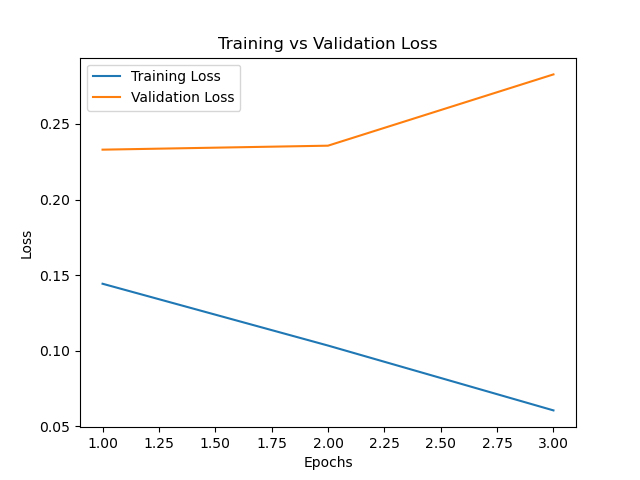 Training vs Validation Loss
Training Loss
Validation Loss
0.25
0.20
0.15
0.10
0.05
Loss
1.00 1.25 1.50 1.75 2.00 2.25 2.50 2.75 3.00
Epochs